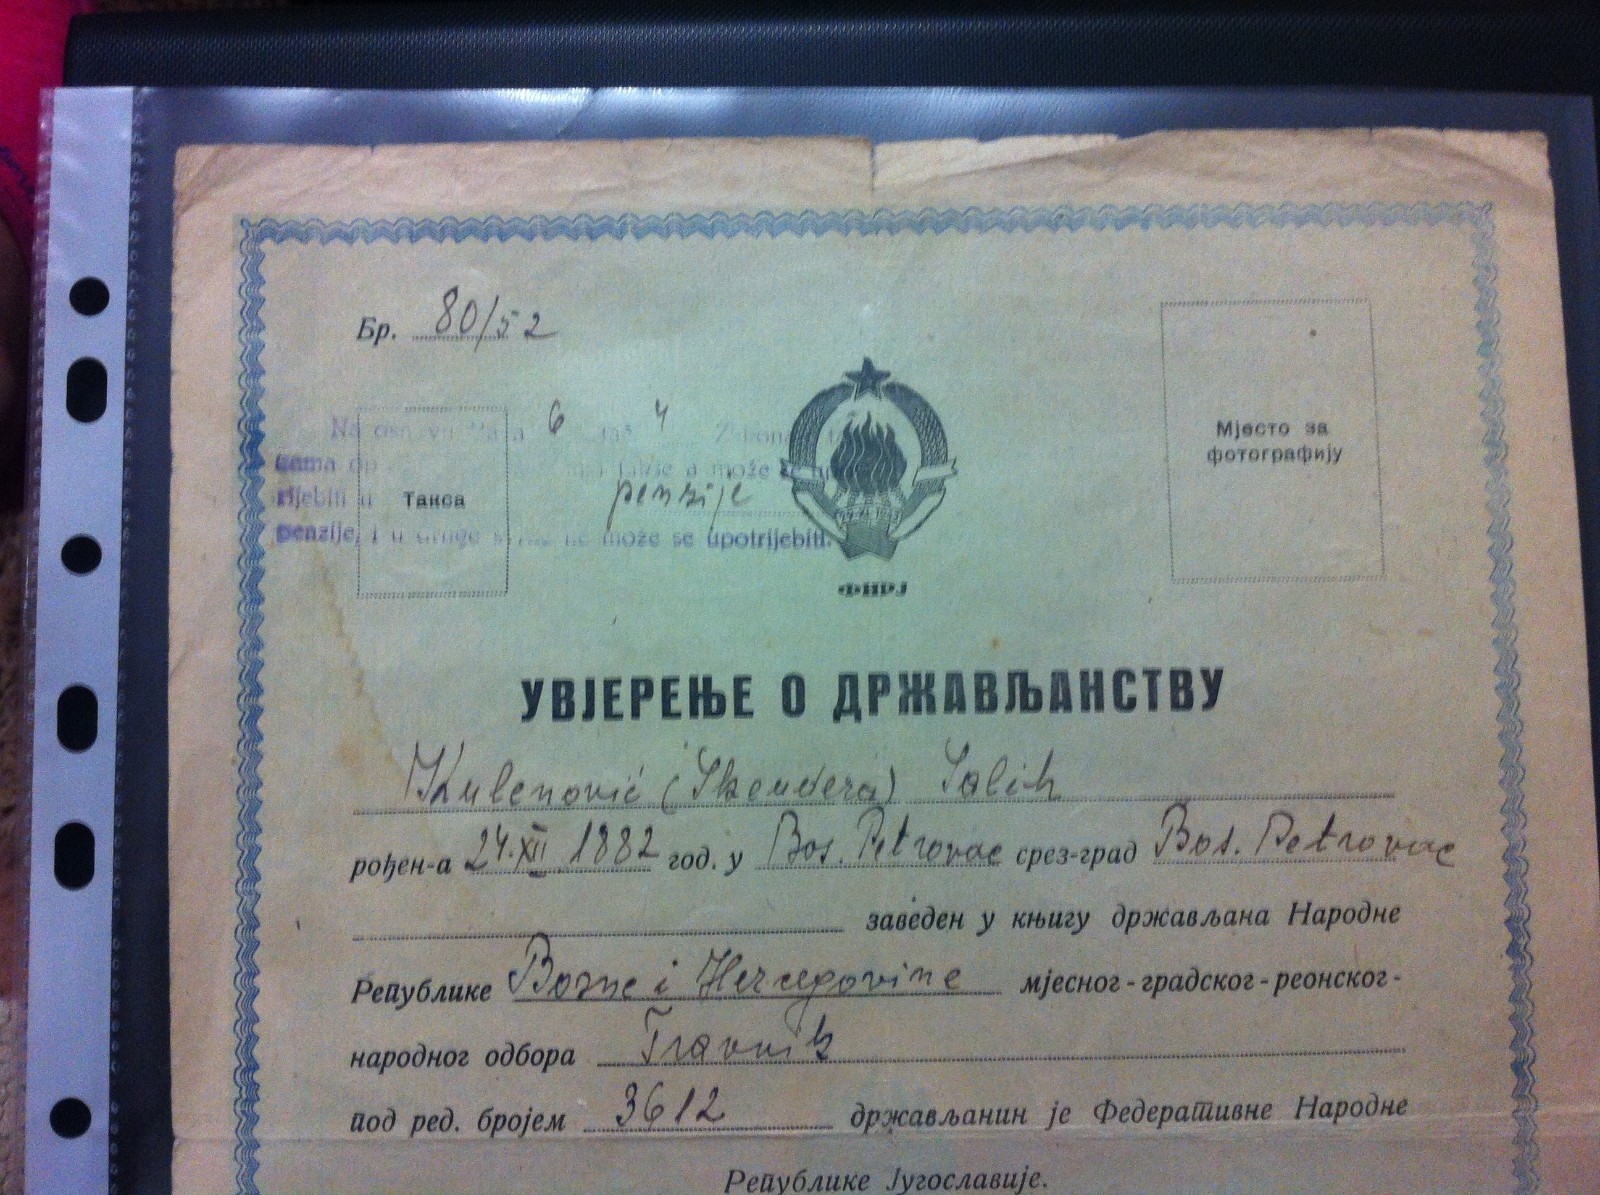 Бр. 80/52
Na osnovu 6 4
može se
rijebiti u penzije
penzije, i u druge ne može se upotrijebiti.
Такса
Мјесто за
фотографију
ФНРЈ
УВЈЕРЕЊЕ О ДРЖАВЉАНСТВУ
Kulenović (Skendera) Salih
рођен-а 24.XII 1882 год. у Bos. Petrovac срез-град Bos. Petrovac
заведен у књигу држављана Народне
Републике Bosne i Hercegovine мјесног-градског-реонског-
народног одбора Travnik
под ред. бројем 3612 држављанин је Федеративне Народне
Републике Југославије.